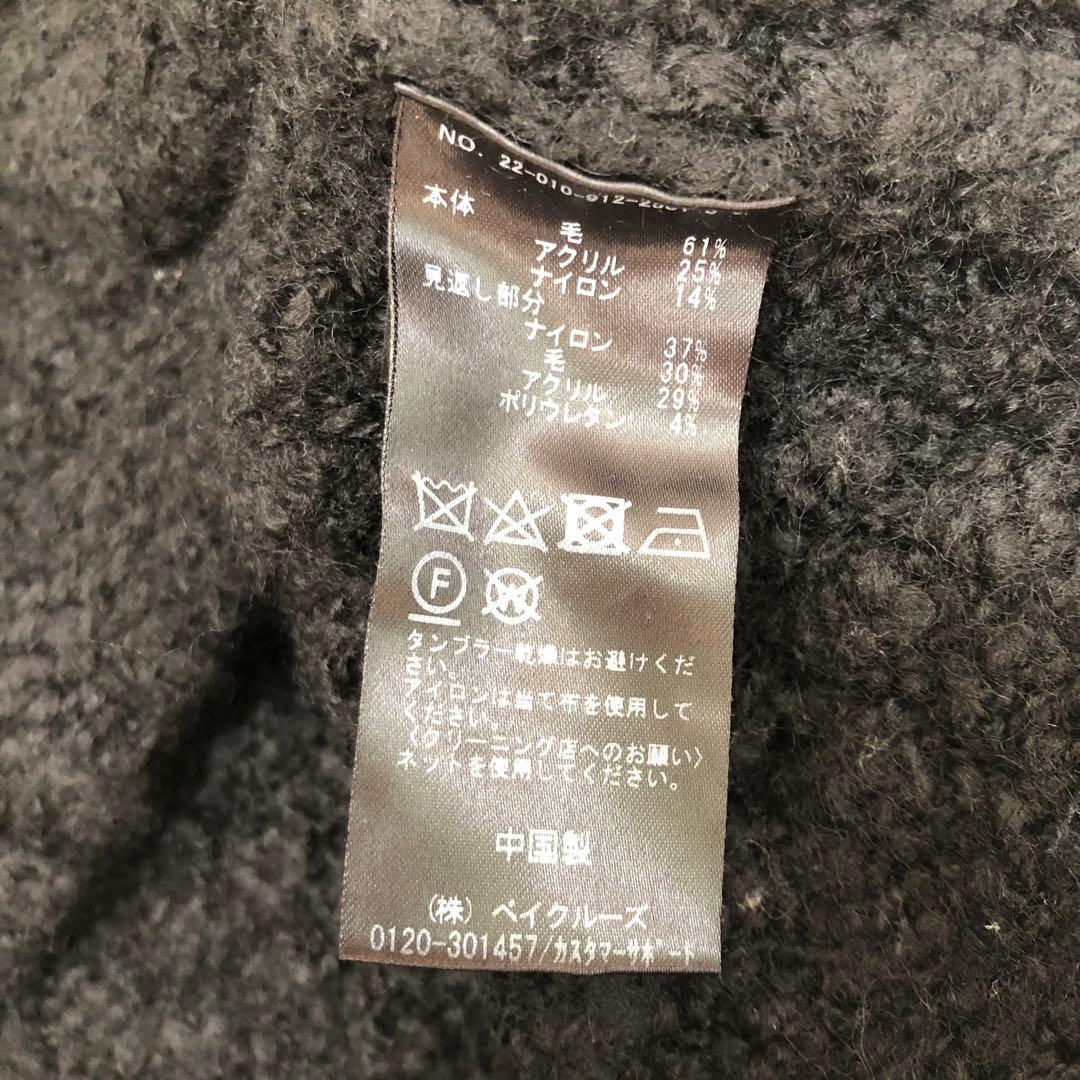 NO. 22-010-912-
本体
毛 61%
アクリル 25%
ナイロン 14%
見返し部分
ナイロン 37%
毛 30%
アクリル 29%
ポリウレタン 4%
F
W
タンブラー乾燥はお避けくだ
さい。
アイロンは当て布を使用して
ください。
〈クリーニング店へのお願い〉
ネットを使用してください。
中国製
(株) ベイクルーズ
0120-301457/カスタマーサポート